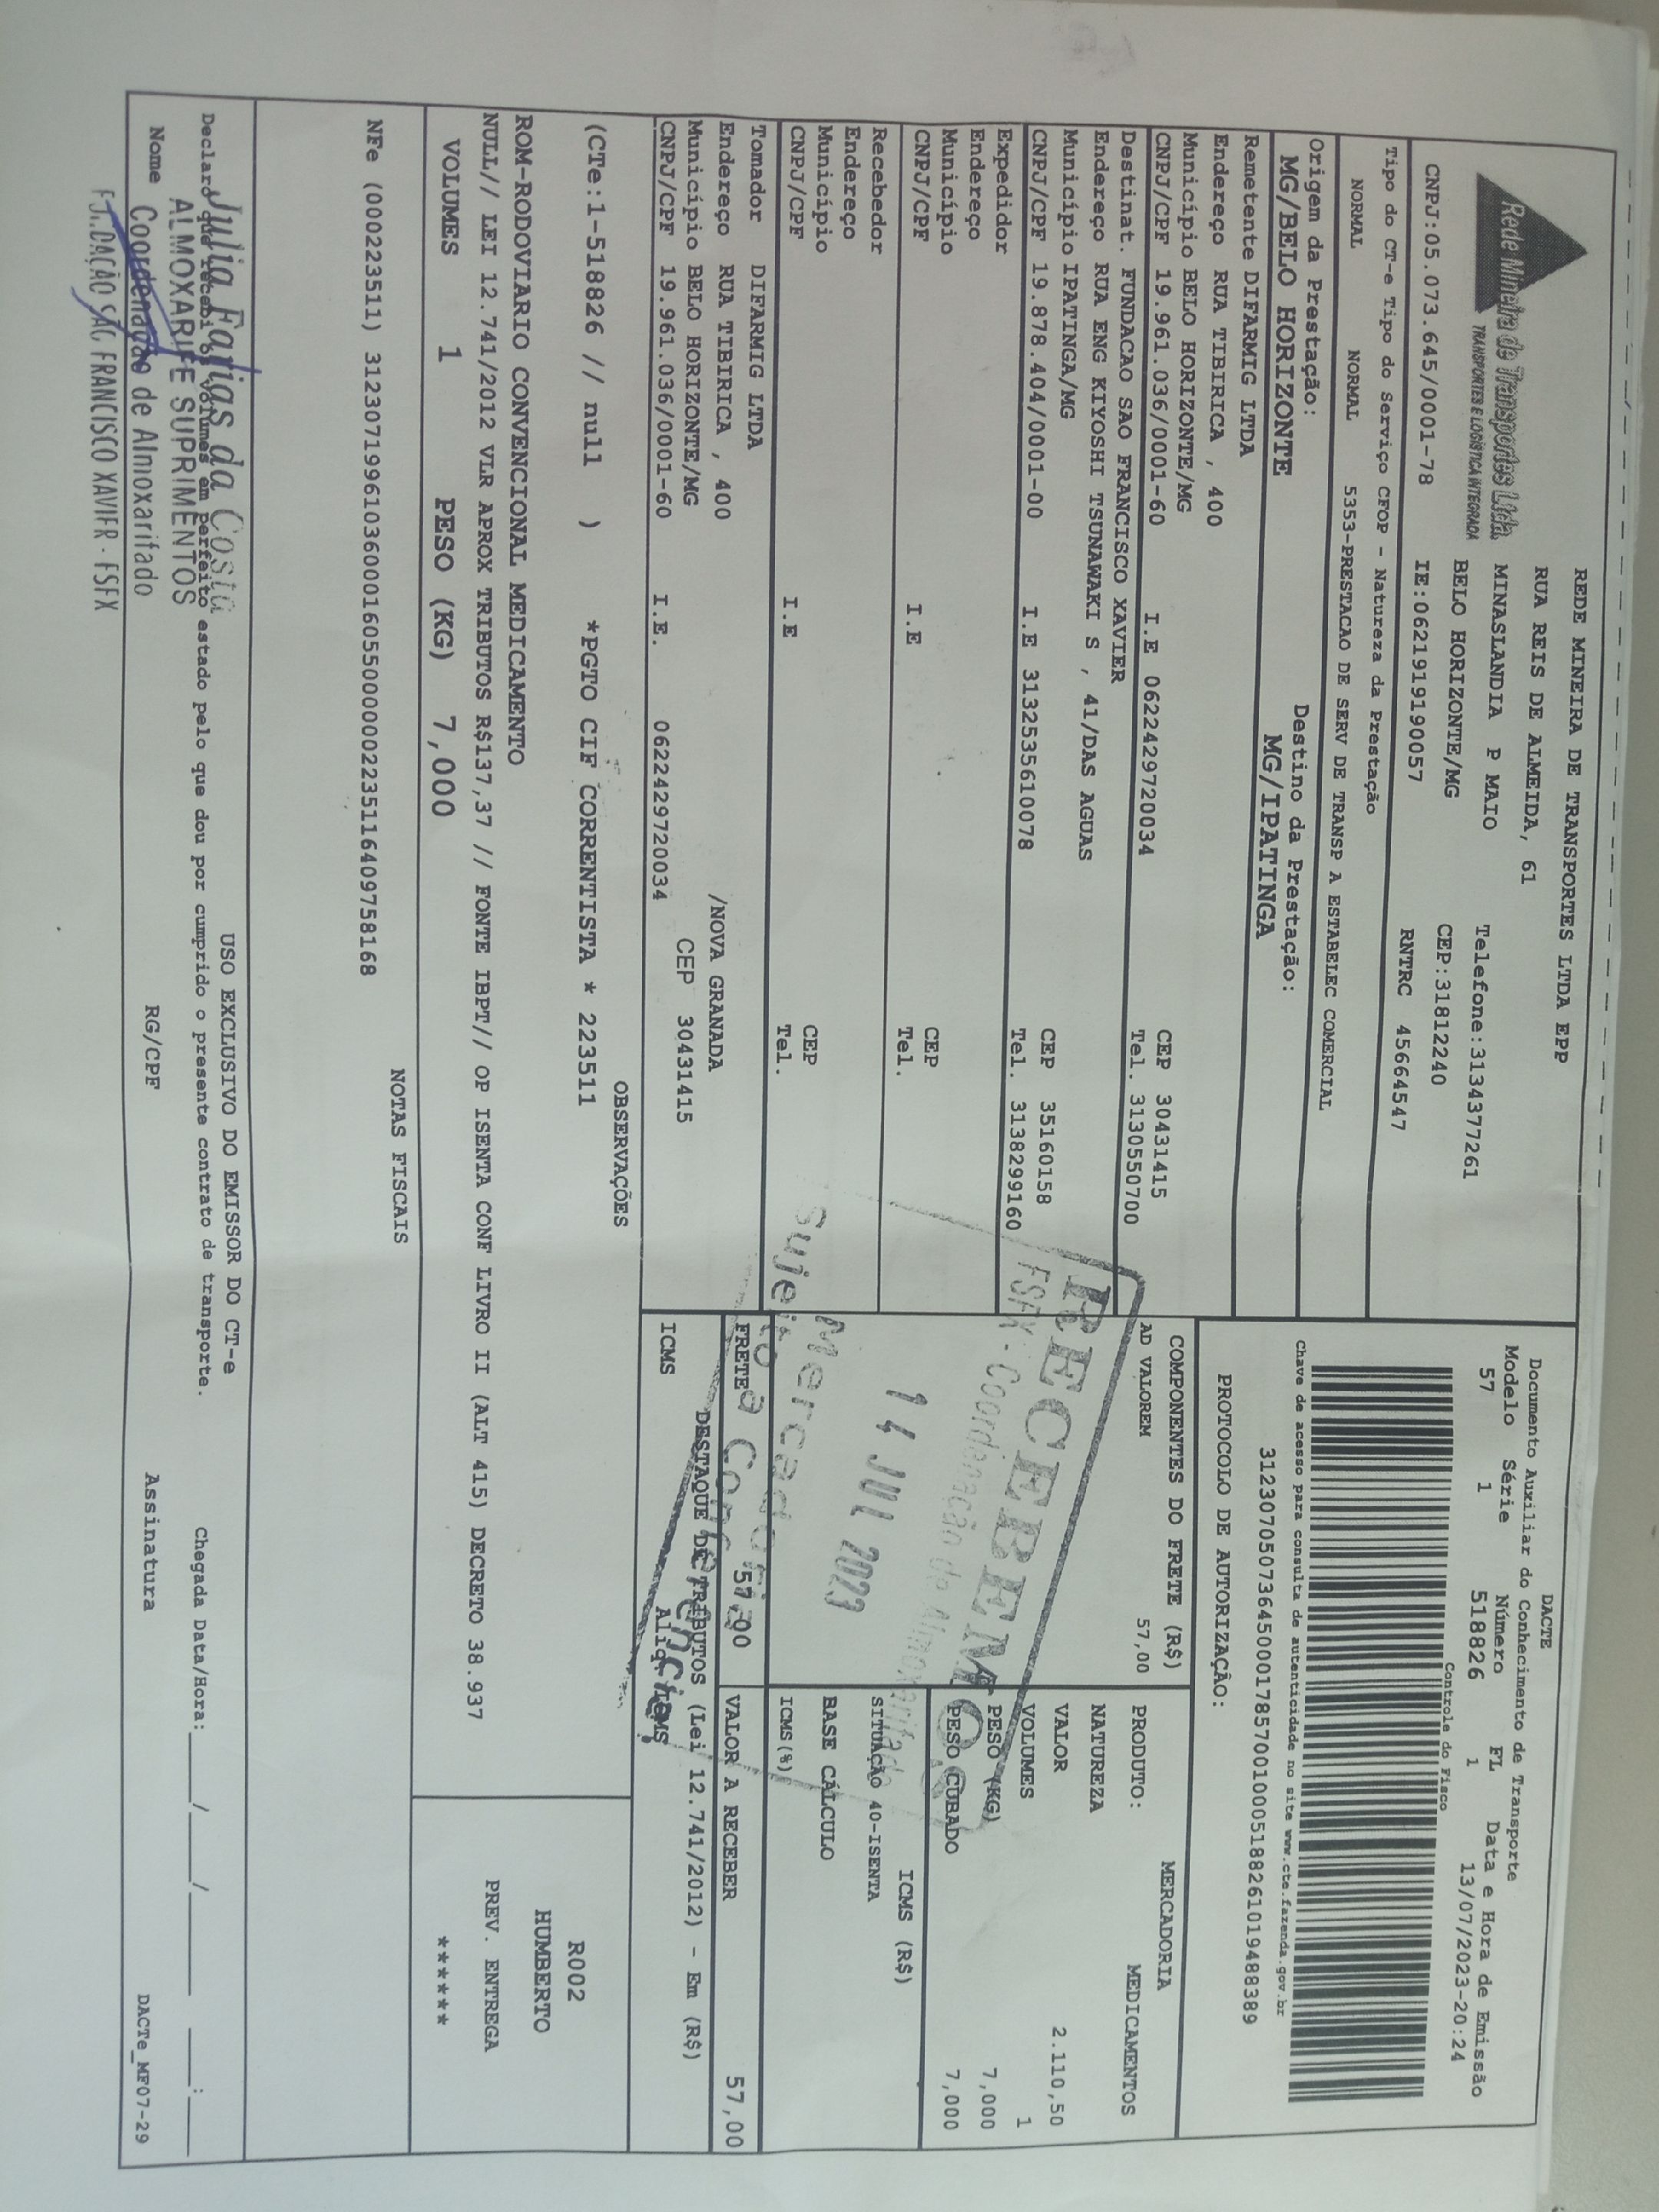 Rede Mineira de Transportes Ltda.
TRANSPORTES E LOGÍSTICA INTEGRADA
REDE MINEIRA DE TRANSPORTES LTDA EPP
RUA REIS DE ALMEIDA, 61
MINASLANDIA P MAIO Telefone:3134377261
BELO HORIZONTE/MG CEP:31812240
CNPJ:05.073.645/0001-78 IE:0621919190057 RNTRC 45664547
Tipo do CT-e Tipo do Serviço CFOP - Natureza da Prestação
NORMAL NORMAL 5353-PRESTACAO DE SERV DE TRANSP A ESTABELEC COMERCIAL
Origem da Prestação: Destino da Prestação:
MG/BELO HORIZONTE MG/IPATINGA
DACTE
Documento Auxiliar do Conhecimento de Transporte
Modelo Série Número FL Data e Hora de Emissão
57 1 518826 1 13/07/2023-20:24
Controle do Fisco
Chave de acesso para consulta de autenticidade no site www.cte.fazenda.gov.br
31230705073645000178570010005188261019488389
PROTOCOLO DE AUTORIZAÇÃO:
Remetente DIFARMIG LTDA
Endereço RUA TIBIRICA , 400
Município BELO HORIZONTE/MG CEP 30431415
CNPJ/CPF 19.961.036/0001-60 I.E 0622429720034 Tel. 3130550700
Destinat. FUNDACAO SAO FRANCISCO XAVIER
Endereço RUA ENG KIYOSHI TSUNAWAKI S , 41/DAS AGUAS
Município IPATINGA/MG CEP 35160158
CNPJ/CPF 19.878.404/0001-00 I.E 3132535610078 Tel. 3138299160
Expedidor
Endereço
Município CEP
CNPJ/CPF I.E Tel.
Recebedor
Endereço
Município CEP
CNPJ/CPF I.E Tel.
Tomador DIFARMIG LTDA
Endereço RUA TIBIRICA , 400 /NOVA GRANADA
Município BELO HORIZONTE/MG CEP 30431415
CNPJ/CPF 19.961.036/0001-60 I.E. 0622429720034
COMPONENTES DO FRETE (R$)
AD VALOREM 57,00
MERCADORIA
PRODUTO: MEDICAMENTOS
NATUREZA
VALOR 2.110,50
VOLUMES 1
PESO (KG) 7,000
PESO CUBADO 7,000
ICMS (R$)
SITUAÇÃO 40-ISENTA
BASE CÁLCULO
ICMS(%)
FRETE 57,00 VALOR A RECEBER 57,00
DESTAQUE DE TRIBUTOS (Lei 12.741/2012) - Em (R$)
ICMS Aliq. ICMS
RECEBEMOS
FSFX - Coordenação de Almoxarifado
14 JUL 2023
Mercadoria
Sujeito a Conferência
OBSERVAÇÕES
(CTe:1-518826 // null ) *PGTO CIF CORRENTISTA * 223511
ROM-RODOVIARIO CONVENCIONAL MEDICAMENTO
NULL// LEI 12.741/2012 VLR APROX TRIBUTOS R$137,37 // FONTE IBPT// OP ISENTA CONF LIVRO II (ALT 415) DECRETO 38.937
R002
HUMBERTO
VOLUMES 1 PESO (KG) 7,000
PREV. ENTREGA
******
NOTAS FISCAIS
NFe (000223511) 31230719961036000160550000002235116409758168
USO EXCLUSIVO DO EMISSOR DO CT-e
Declaro que recebi os volumes em perfeito estado pelo que dou por cumprido o presente contrato de transporte. Chegada Data/Hora: ____/____/______ ____:____
Nome RG/CPF Assinatura
DACTe_MF07-29
Julia Farias da Costa
ALMOXARIFE SUPRIMENTOS
Coordenação de Almoxarifado
FUNDAÇÃO SÃO FRANCISCO XAVIER - FSFX